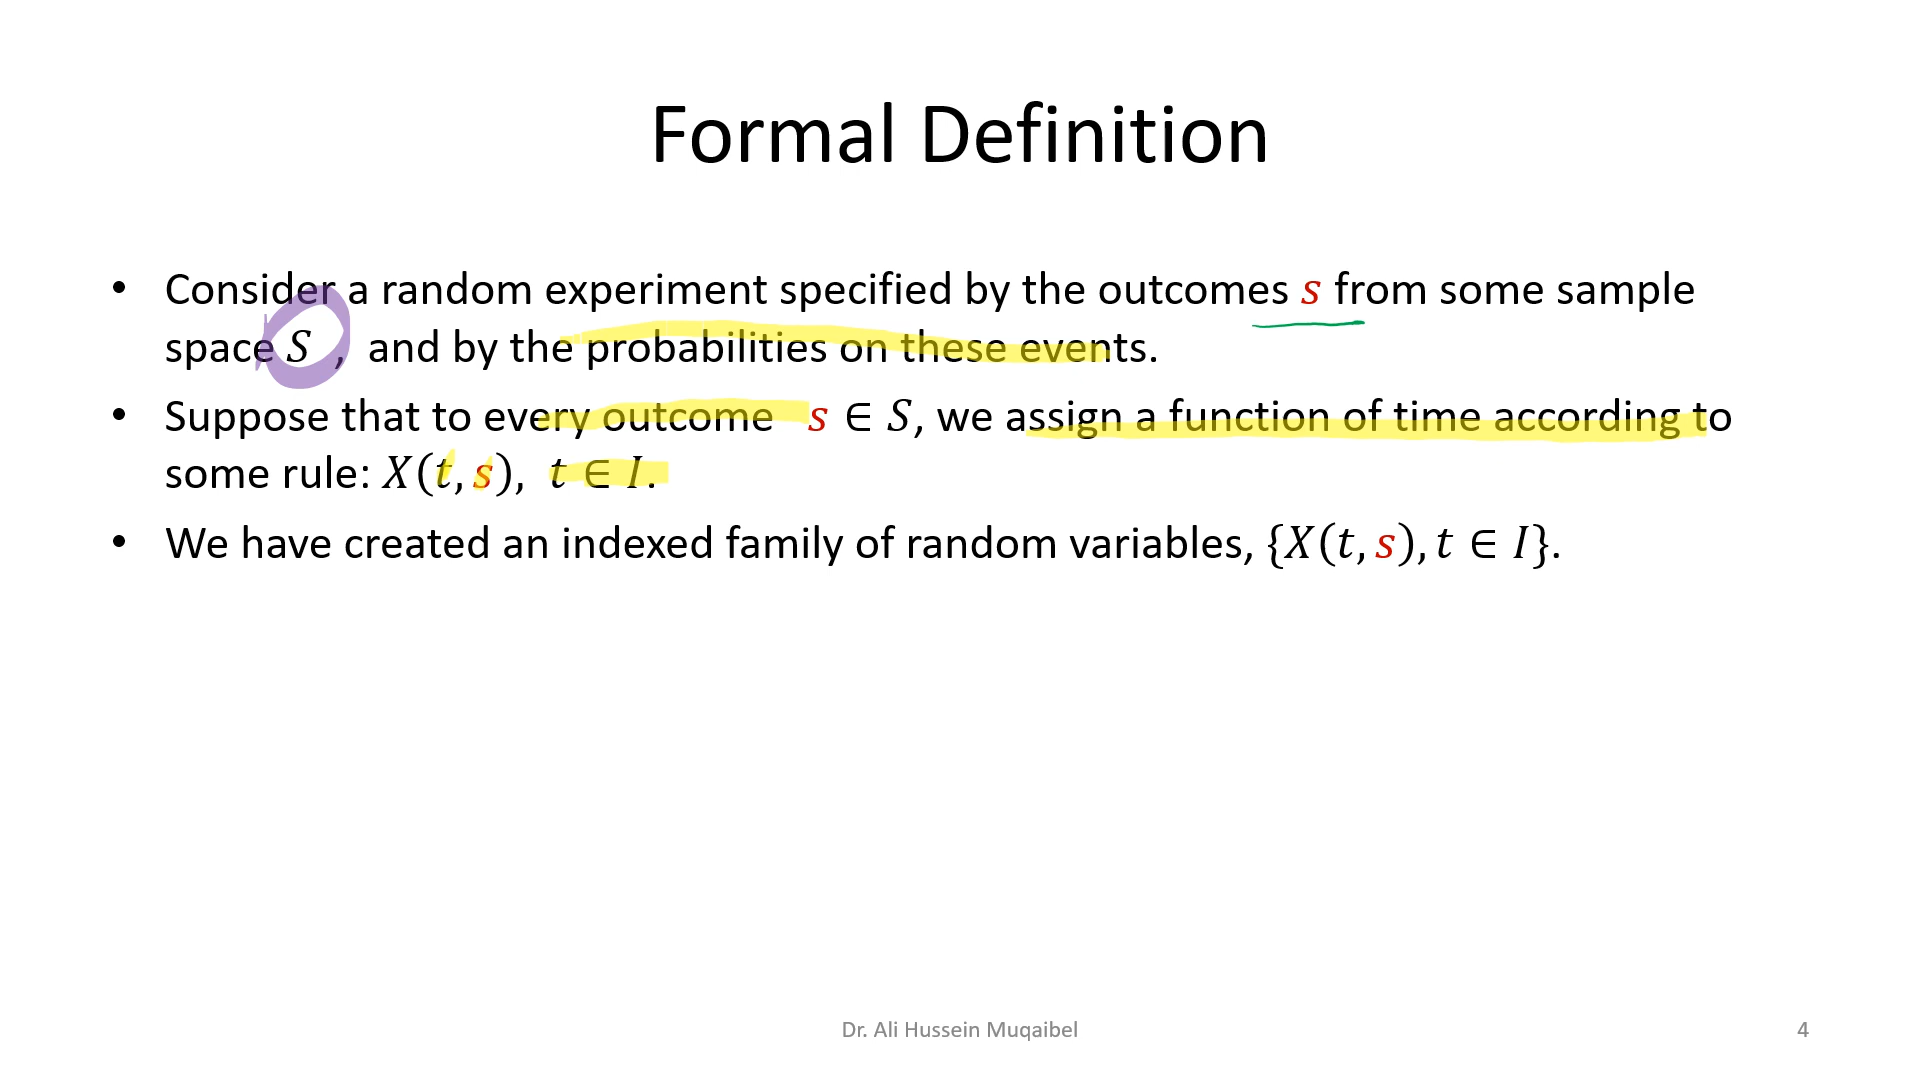 Formal Definition
• Consider a random experiment specified by the outcomes s from some sample
space S , and by the probabilities on these events.
• Suppose that to every outcome s ∈ S, we assign a function of time according to
some rule: X(t, s), t ∈ I.
• We have created an indexed family of random variables, {X(t, s), t ∈ I}.
Dr. Ali Hussein Muqaibel
4